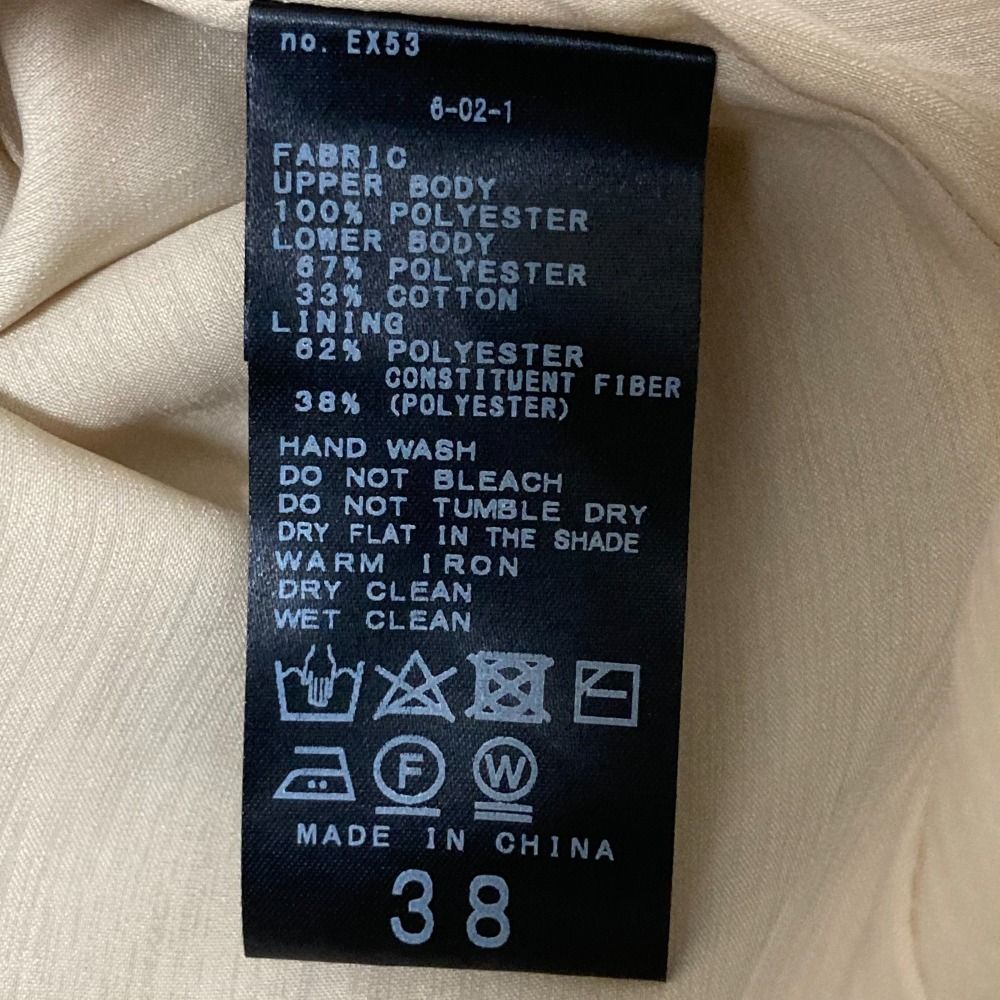 no. EX53
6-02-1
FABRIC
UPPER BODY
100% POLYESTER
LOWER BODY
67% POLYESTER
33% COTTON
LINING
62% POLYESTER
CONSTITUENT FIBER
38% (POLYESTER)
HAND WASH
DO NOT BLEACH
DO NOT TUMBLE DRY
DRY FLAT IN THE SHADE
WARM IRON
DRY CLEAN
WET CLEAN
F W
MADE IN CHINA
38